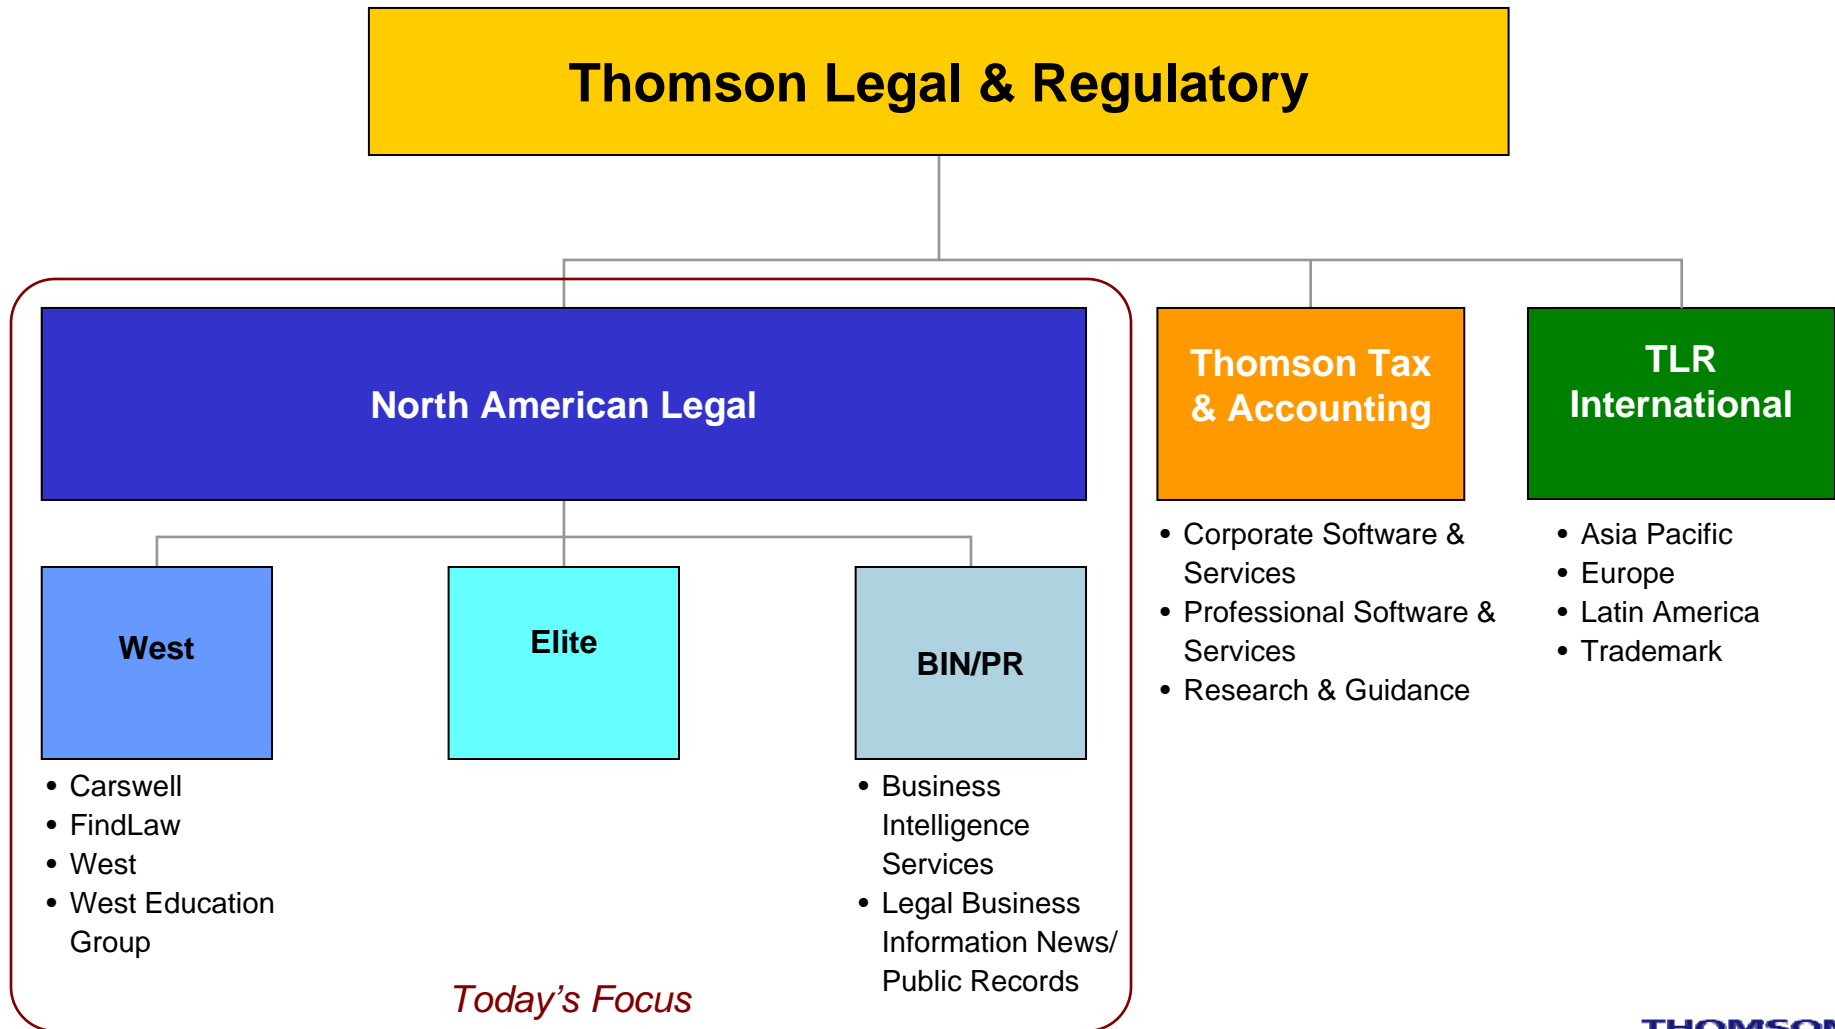 Thomson Legal & Regulatory
North American Legal
Thomson Tax
& Accounting
TLR
International
• Corporate Software &
Services
• Professional Software &
Services
• Research & Guidance
• Asia Pacific
• Europe
• Latin America
• Trademark
West
Elite
BIN/PR
• Carswell
• FindLaw
• West
• West Education
Group
• Business
Intelligence
Services
• Legal Business
Information News/
Public Records
Today’s Focus
THOMSON